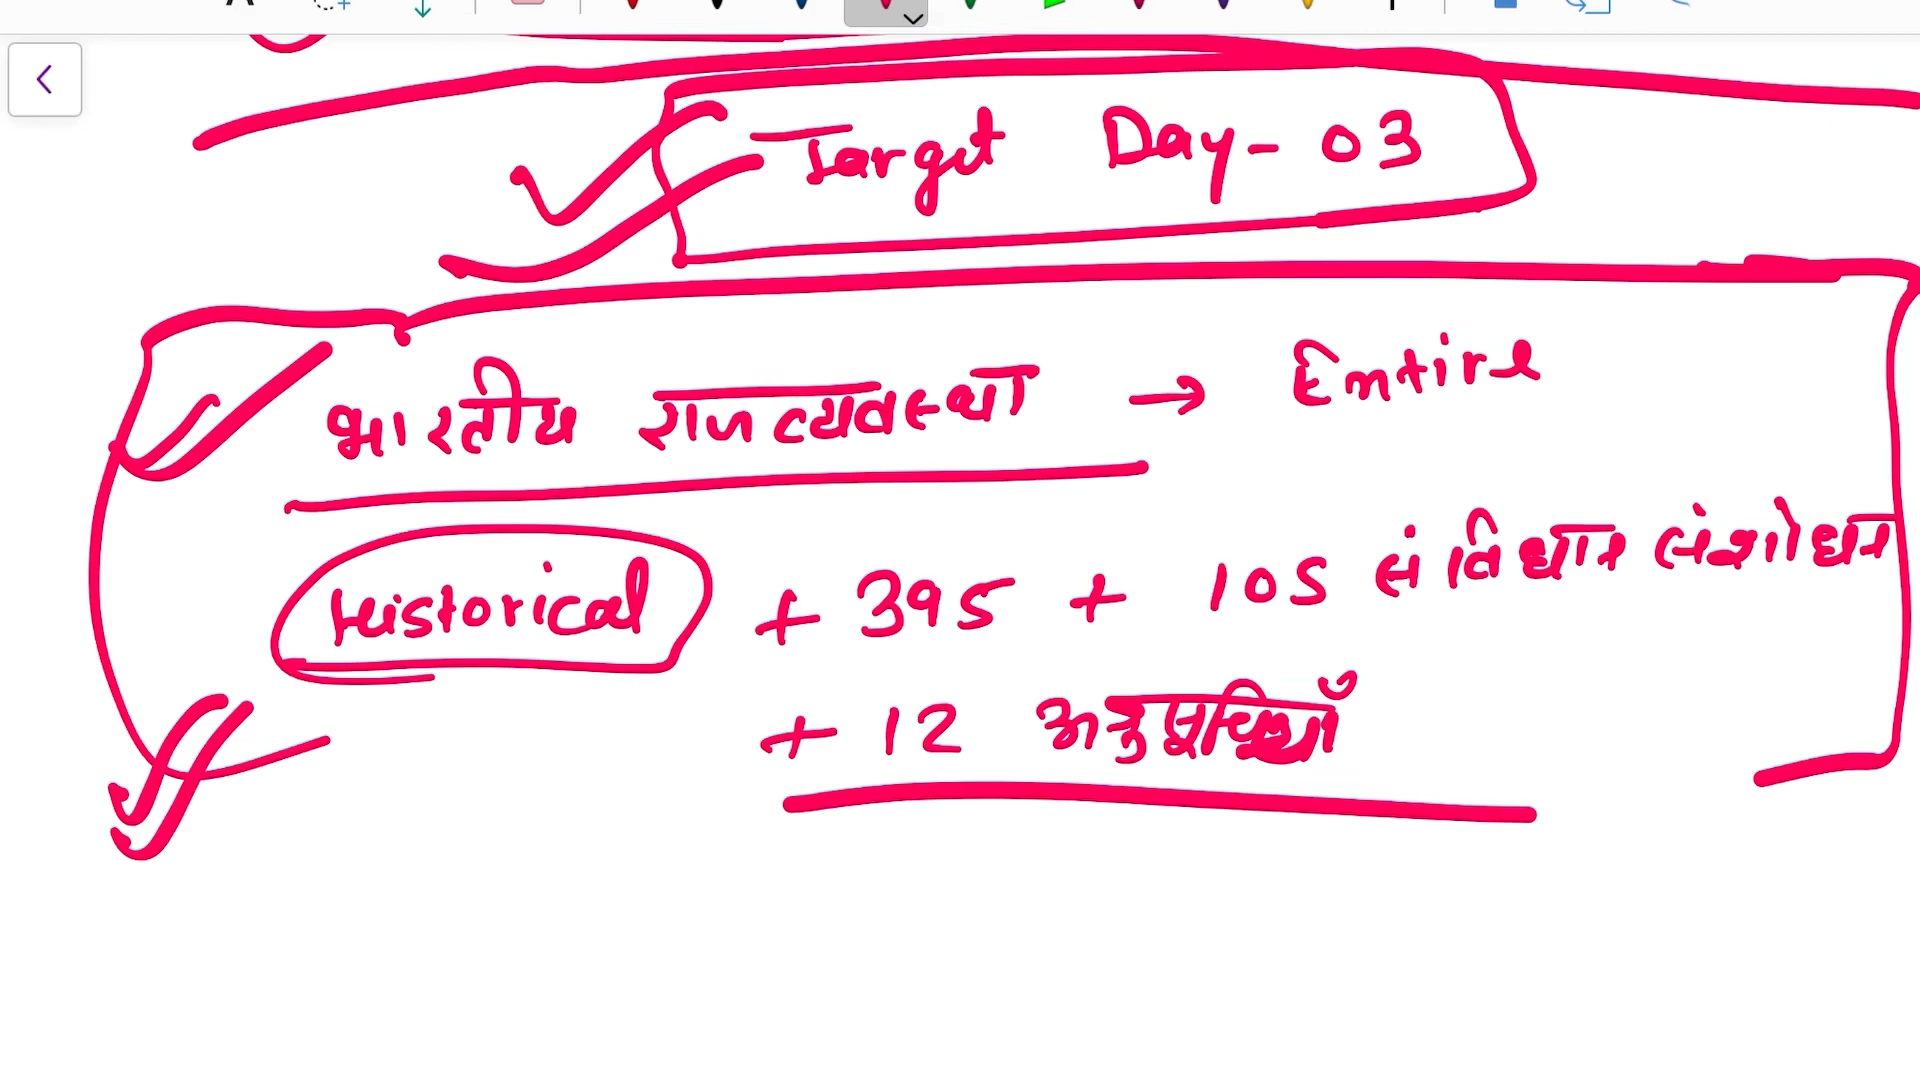 Target Day - 03
भारतीय राजव्यवस्था → Entire
Historical + 395 + 105 संविधान संशोधन
+ 12 अनुसूचियाँ